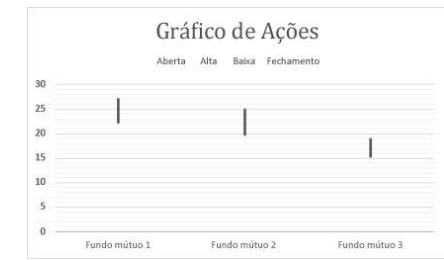 Gráfico de Ações
Aberta Alta Baixa Fechamento
30
25
20
15
10
5
0
Fundo mútuo 1 Fundo mútuo 2 Fundo mútuo 3